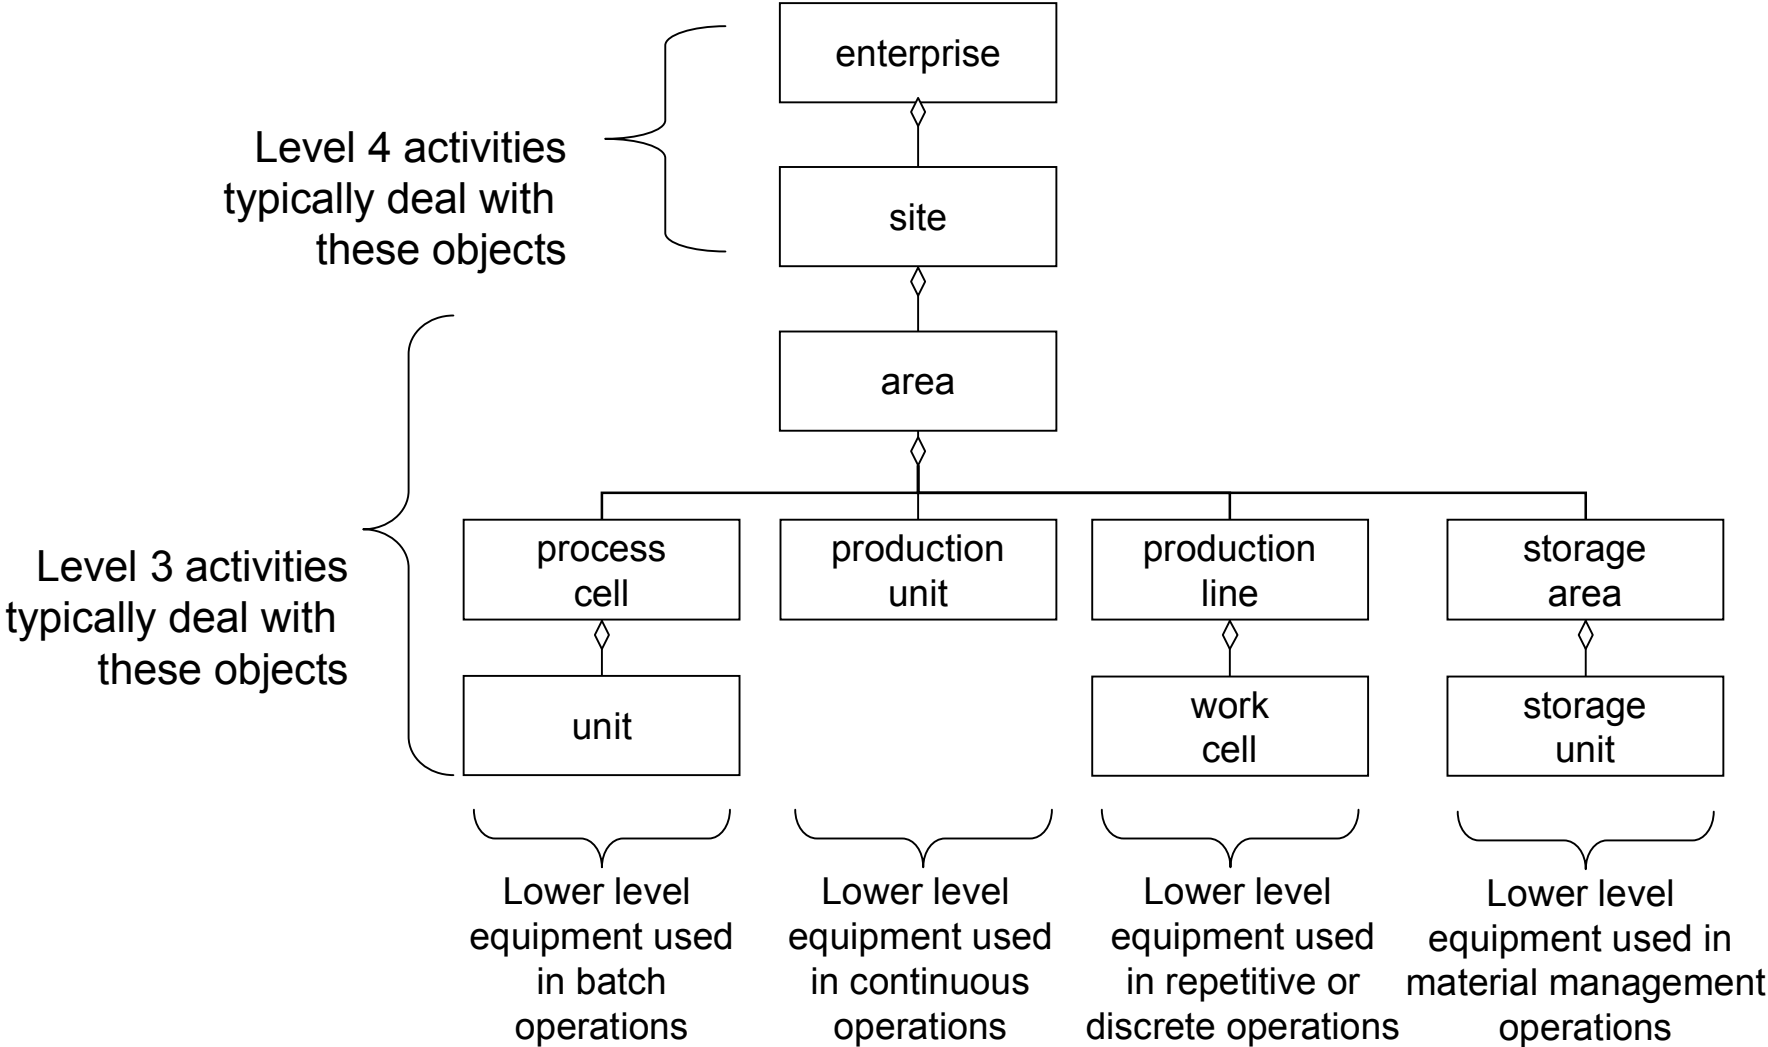 enterprise
Level 4 activities
typically deal with
these objects
site
area
Level 3 activities
typically deal with
these objects
process
cell
production
unit
production
line
storage
area
unit
work
cell
storage
unit
Lower level
equipment used
in batch
operations
Lower level
equipment used
in continuous
operations
Lower level
equipment used
in repetitive or
discrete operations
Lower level
equipment used in
material management
operations